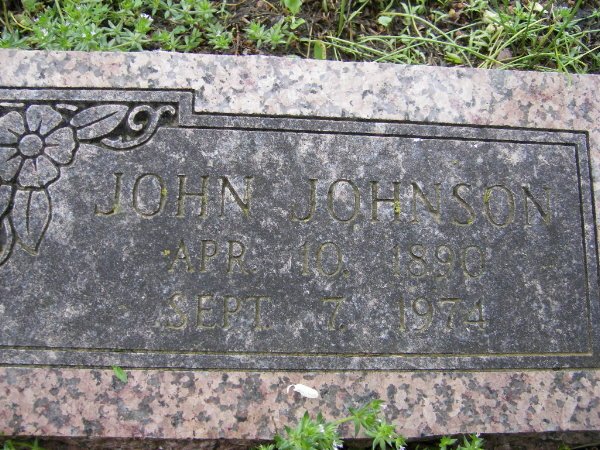 JOHN JOHNSON
APR. 10, 1890
SEPT. 7, 1974